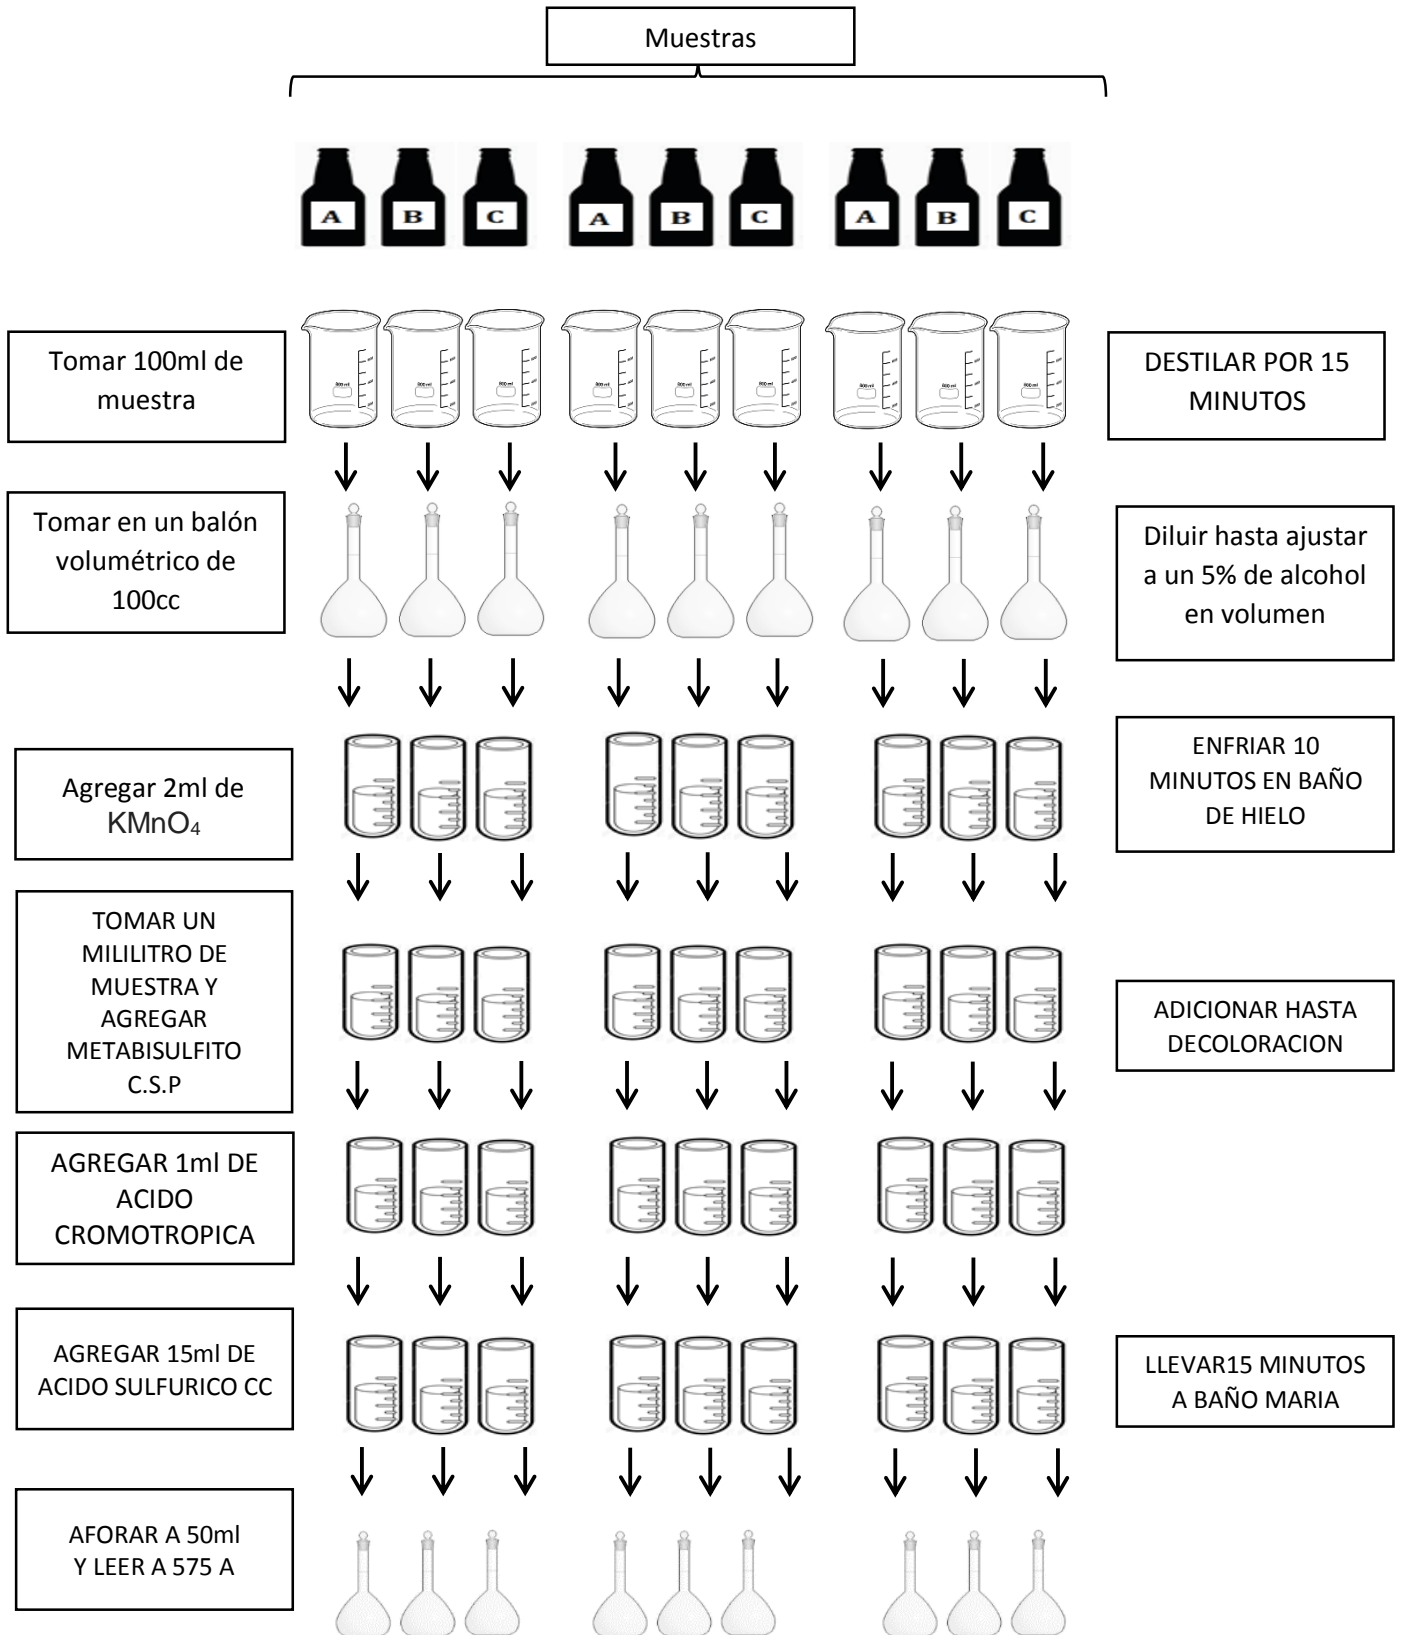 Muestras
A B C A B C A B C
Tomar 100ml de
muestra
DESTILAR POR 15
MINUTOS
Tomar en un balón
volumétrico de
100cc
Diluir hasta ajustar
a un 5% de alcohol
en volumen
Agregar 2ml de
KMnO₄
ENFRIAR 10
MINUTOS EN BAÑO
DE HIELO
TOMAR UN
MILILITRO DE
MUESTRA Y
AGREGAR
METABISULFITO
C.S.P
ADICIONAR HASTA
DECOLORACION
AGREGAR 1ml DE
ACIDO
CROMOTROPICA
AGREGAR 15ml DE
ACIDO SULFURICO CC
LLEVAR15 MINUTOS
A BAÑO MARIA
AFORAR A 50ml
Y LEER A 575 A